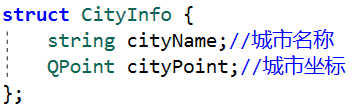 struct CityInfo {
    string cityName;//城市名称
    QPoint cityPoint;//城市坐标
};